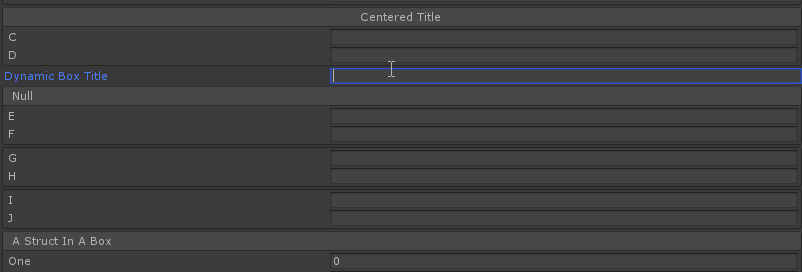 Centered Title
C
D
Dynamic Box Title
Null
E
F
G
H
I
J
A Struct In A Box
One 0